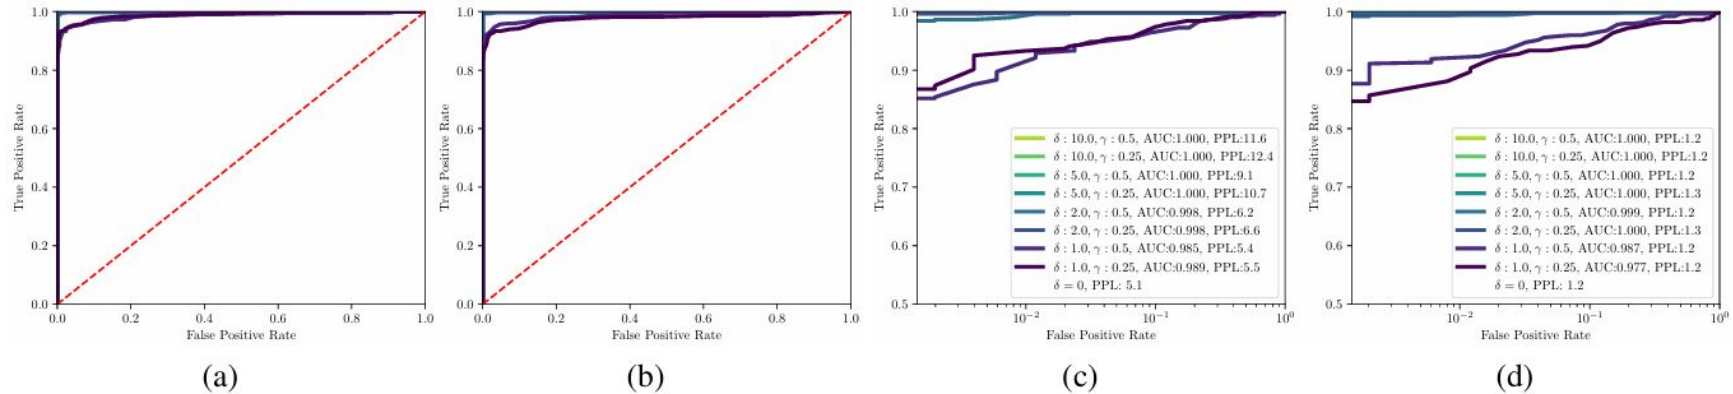 1.0
0.8
0.6
0.4
0.2
0.0
True Positive Rate
0.0 0.2 0.4 0.6 0.8 1.0
False Positive Rate
(a)
1.0
0.8
0.6
0.4
0.2
0.0
True Positive Rate
0.0 0.2 0.4 0.6 0.8 1.0
False Positive Rate
(b)
1.0
0.9
0.8
0.7
0.6
0.5
True Positive Rate
δ : 10.0, γ : 0.5, AUC:1.000, PPL:11.6
δ : 10.0, γ : 0.25, AUC:1.000, PPL:12.4
δ : 5.0, γ : 0.5, AUC:1.000, PPL:9.1
δ : 5.0, γ : 0.25, AUC:1.000, PPL:10.7
δ : 2.0, γ : 0.5, AUC:0.998, PPL:6.2
δ : 2.0, γ : 0.25, AUC:0.998, PPL:6.6
δ : 1.0, γ : 0.5, AUC:0.985, PPL:5.4
δ : 1.0, γ : 0.25, AUC:0.989, PPL:5.5
δ = 0, PPL: 5.1
10⁻² 10⁻¹ 10⁰
False Positive Rate
(c)
1.0
0.9
0.8
0.7
0.6
0.5
True Positive Rate
δ : 10.0, γ : 0.5, AUC:1.000, PPL:1.2
δ : 10.0, γ : 0.25, AUC:1.000, PPL:1.2
δ : 5.0, γ : 0.5, AUC:1.000, PPL:1.2
δ : 5.0, γ : 0.25, AUC:1.000, PPL:1.3
δ : 2.0, γ : 0.5, AUC:0.999, PPL:1.2
δ : 2.0, γ : 0.25, AUC:1.000, PPL:1.3
δ : 1.0, γ : 0.5, AUC:0.987, PPL:1.2
δ : 1.0, γ : 0.25, AUC:0.977, PPL:1.2
δ = 0, PPL: 1.2
10⁻² 10⁻¹ 10⁰
False Positive Rate
(d)